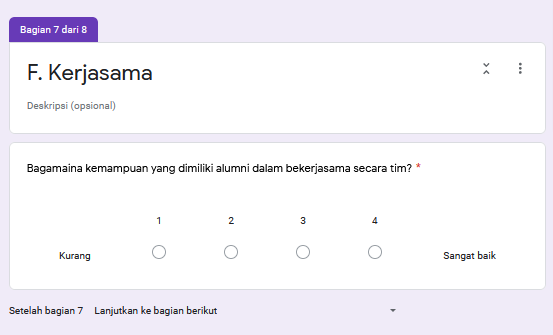 Bagian 7 dari 8
F. Kerjasama
Deskripsi (opsional)
Bagamaina kemampuan yang dimiliki alumni dalam bekerjasama secara tim? *
1 2 3 4
Kurang Sangat baik
Setelah bagian 7 Lanjutkan ke bagian berikut